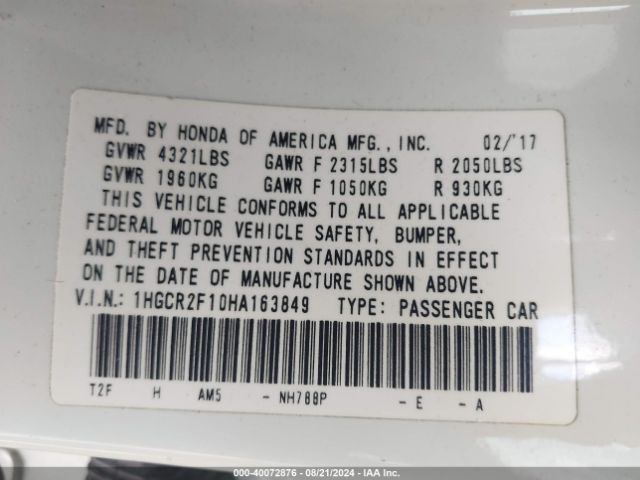 MFD. BY HONDA OF AMERICA MFG., INC. 02/'17
GVWR 4321LBS GAWR F 2315LBS R 2050LBS
GVWR 1960KG GAWR F 1050KG R 930KG
THIS VEHICLE CONFORMS TO ALL APPLICABLE
FEDERAL MOTOR VEHICLE SAFETY, BUMPER,
AND THEFT PREVENTION STANDARDS IN EFFECT
ON THE DATE OF MANUFACTURE SHOWN ABOVE.
V.I.N.: 1HGCR2F10HA163849 TYPE: PASSENGER CAR
T2F H AM5 - NH788P - E - A
000-40072876 - 08/21/2024 - IAA Inc.